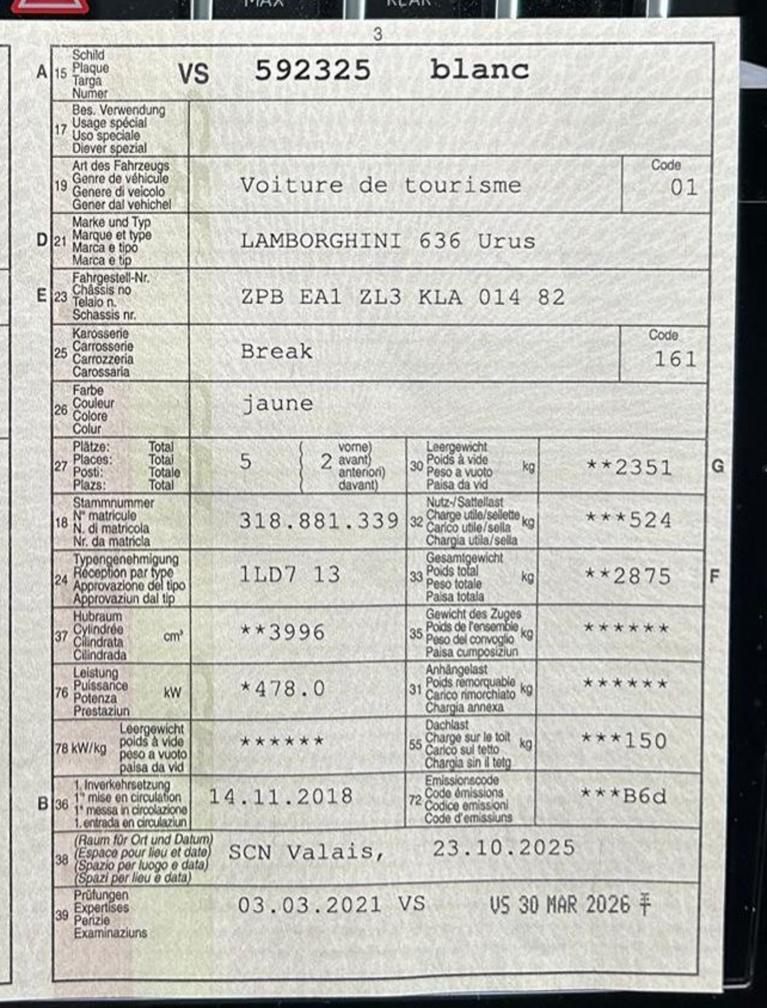 MAX REAR
3
A 15 Schild
Plaque
Targa
Numer
VS 592325 blanc
17 Bes. Verwendung
Usage spécial
Uso speciale
Diever spezial
19 Art des Fahrzeugs
Genre de véhicule
Genere di veicolo
Gener dal vehichel
Voiture de tourisme
Code
01
D 21 Marke und Typ
Marque et type
Marca e tipo
Marca e tip
LAMBORGHINI 636 Urus
E 23 Fahrgestell-Nr.
Châssis no
Telaio n.
Schassis nr.
ZPB EA1 ZL3 KLA 014 82
25 Karosserie
Carrosserie
Carrozzeria
Carossaria
Break
Code
161
26 Farbe
Couleur
Colore
Colur
jaune
27 Plätze: Total
Places: Total
Posti: Totale
Plazs: Total
5 ( 2 vorne)
avant)
anteriori)
davant)
30 Leergewicht
Poids à vide
Peso a vuoto
Paisa da vid
kg
**2351
G
18 Stammnummer
N° matricule
N. di matricola
Nr. da matricla
318.881.339
32 Nutz-/Sattellast
Charge utile/sellette
Carico utile/sella
Chargia utila/sella
kg
***524
24 Typengenehmigung
Réception par type
Approvazione del tipo
Approvaziun dal tip
1LD7 13
33 Gesamtgewicht
Poids total
Peso totale
Paisa totala
kg
**2875
F
37 Hubraum
Cylindrée
Cilindrata
Cilindrada
cm³
**3996
35 Gewicht des Zuges
Poids de l'ensemble
Peso del convoglio
Paisa cumposiziun
kg
******
76 Leistung
Puissance
Potenza
Prestaziun
kW
*478.0
31 Anhängelast
Poids remorquable
Carico rimorchiato
Chargia annexa
kg
******
78 kW/kg Leergewicht
poids à vide
peso a vuoto
paisa da vid
******
55 Dachlast
Charge sur le toit
Carico sul tetto
Chargia sin il tetg
kg
***150
B 36 1. Inverkehrsetzung
1re mise en circulation
1a messa in circolazione
1. entrada en circulaziun
14.11.2018
72 Emissionscode
Code émissions
Codice emissioni
Code d'emissiuns
***B6d
38 (Raum für Ort und Datum)
(Espace pour lieu et date)
(Spazio per luogo e data)
(Spazi per lieu e data)
SCN Valais, 23.10.2025
39 Prüfungen
Expertises
Perizie
Examinaziuns
03.03.2021 VS VS 30 MAR 2026